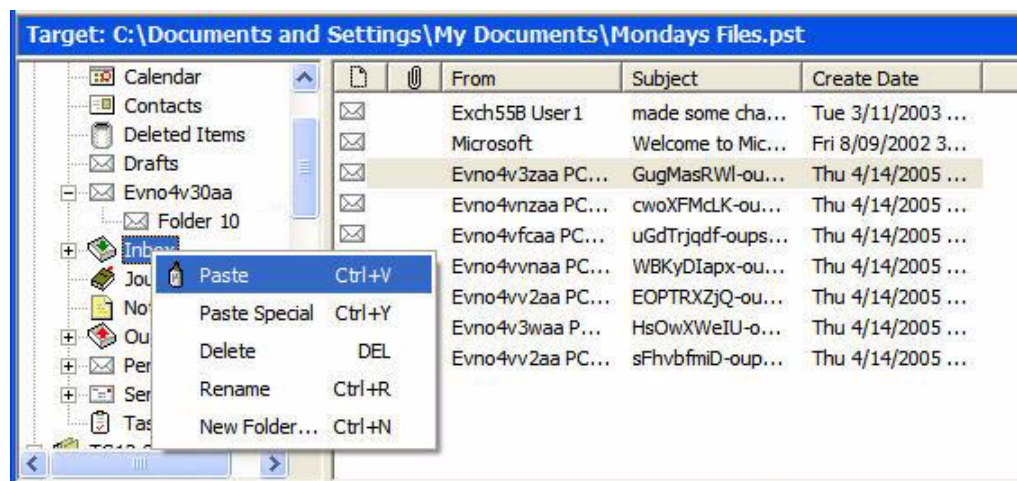 Target: C:\Documents and Settings\My Documents\Mondays Files.pst
Calendar
Contacts
Deleted Items
Drafts
Evno4v30aa
Folder 10
Inbox
Paste Ctrl+V
Paste Special Ctrl+Y
Delete DEL
Rename Ctrl+R
New Folder... Ctrl+N
From Subject Create Date
Exch55B User1 made some cha... Tue 3/11/2003 ...
Microsoft Welcome to Mic... Fri 8/09/2002 3...
Evno4v3zaa PC... GugMasRWl-ou... Thu 4/14/2005 ...
Evno4vnzaa PC... cwoXFMcLK-ou... Thu 4/14/2005 ...
Evno4vfcaa PC... uGdTrjqdf-oups... Thu 4/14/2005 ...
Evno4vvnaa PC... WBKyDIapx-ou... Thu 4/14/2005 ...
Evno4vv2aa PC... EOPTRXZjQ-ou... Thu 4/14/2005 ...
Evno4v3waa P... HsOwXWeIU-o... Thu 4/14/2005 ...
Evno4vv2aa PC... sFhvbfmiD-oup... Thu 4/14/2005 ...